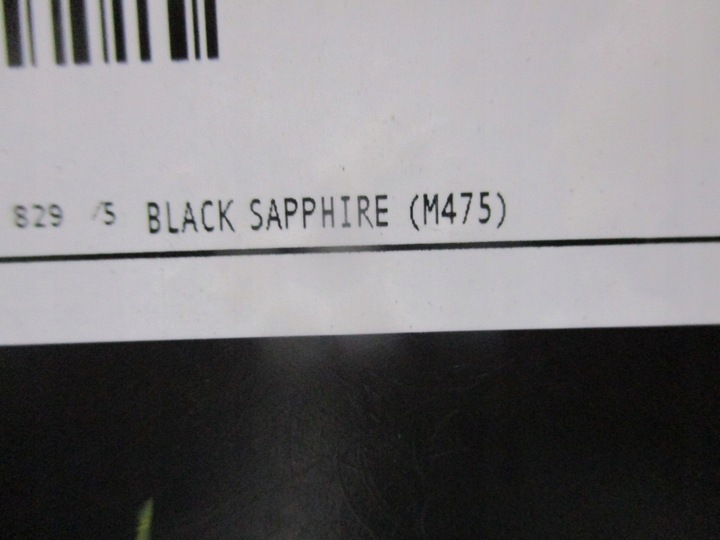 829 /5 BLACK SAPPHIRE (M475)